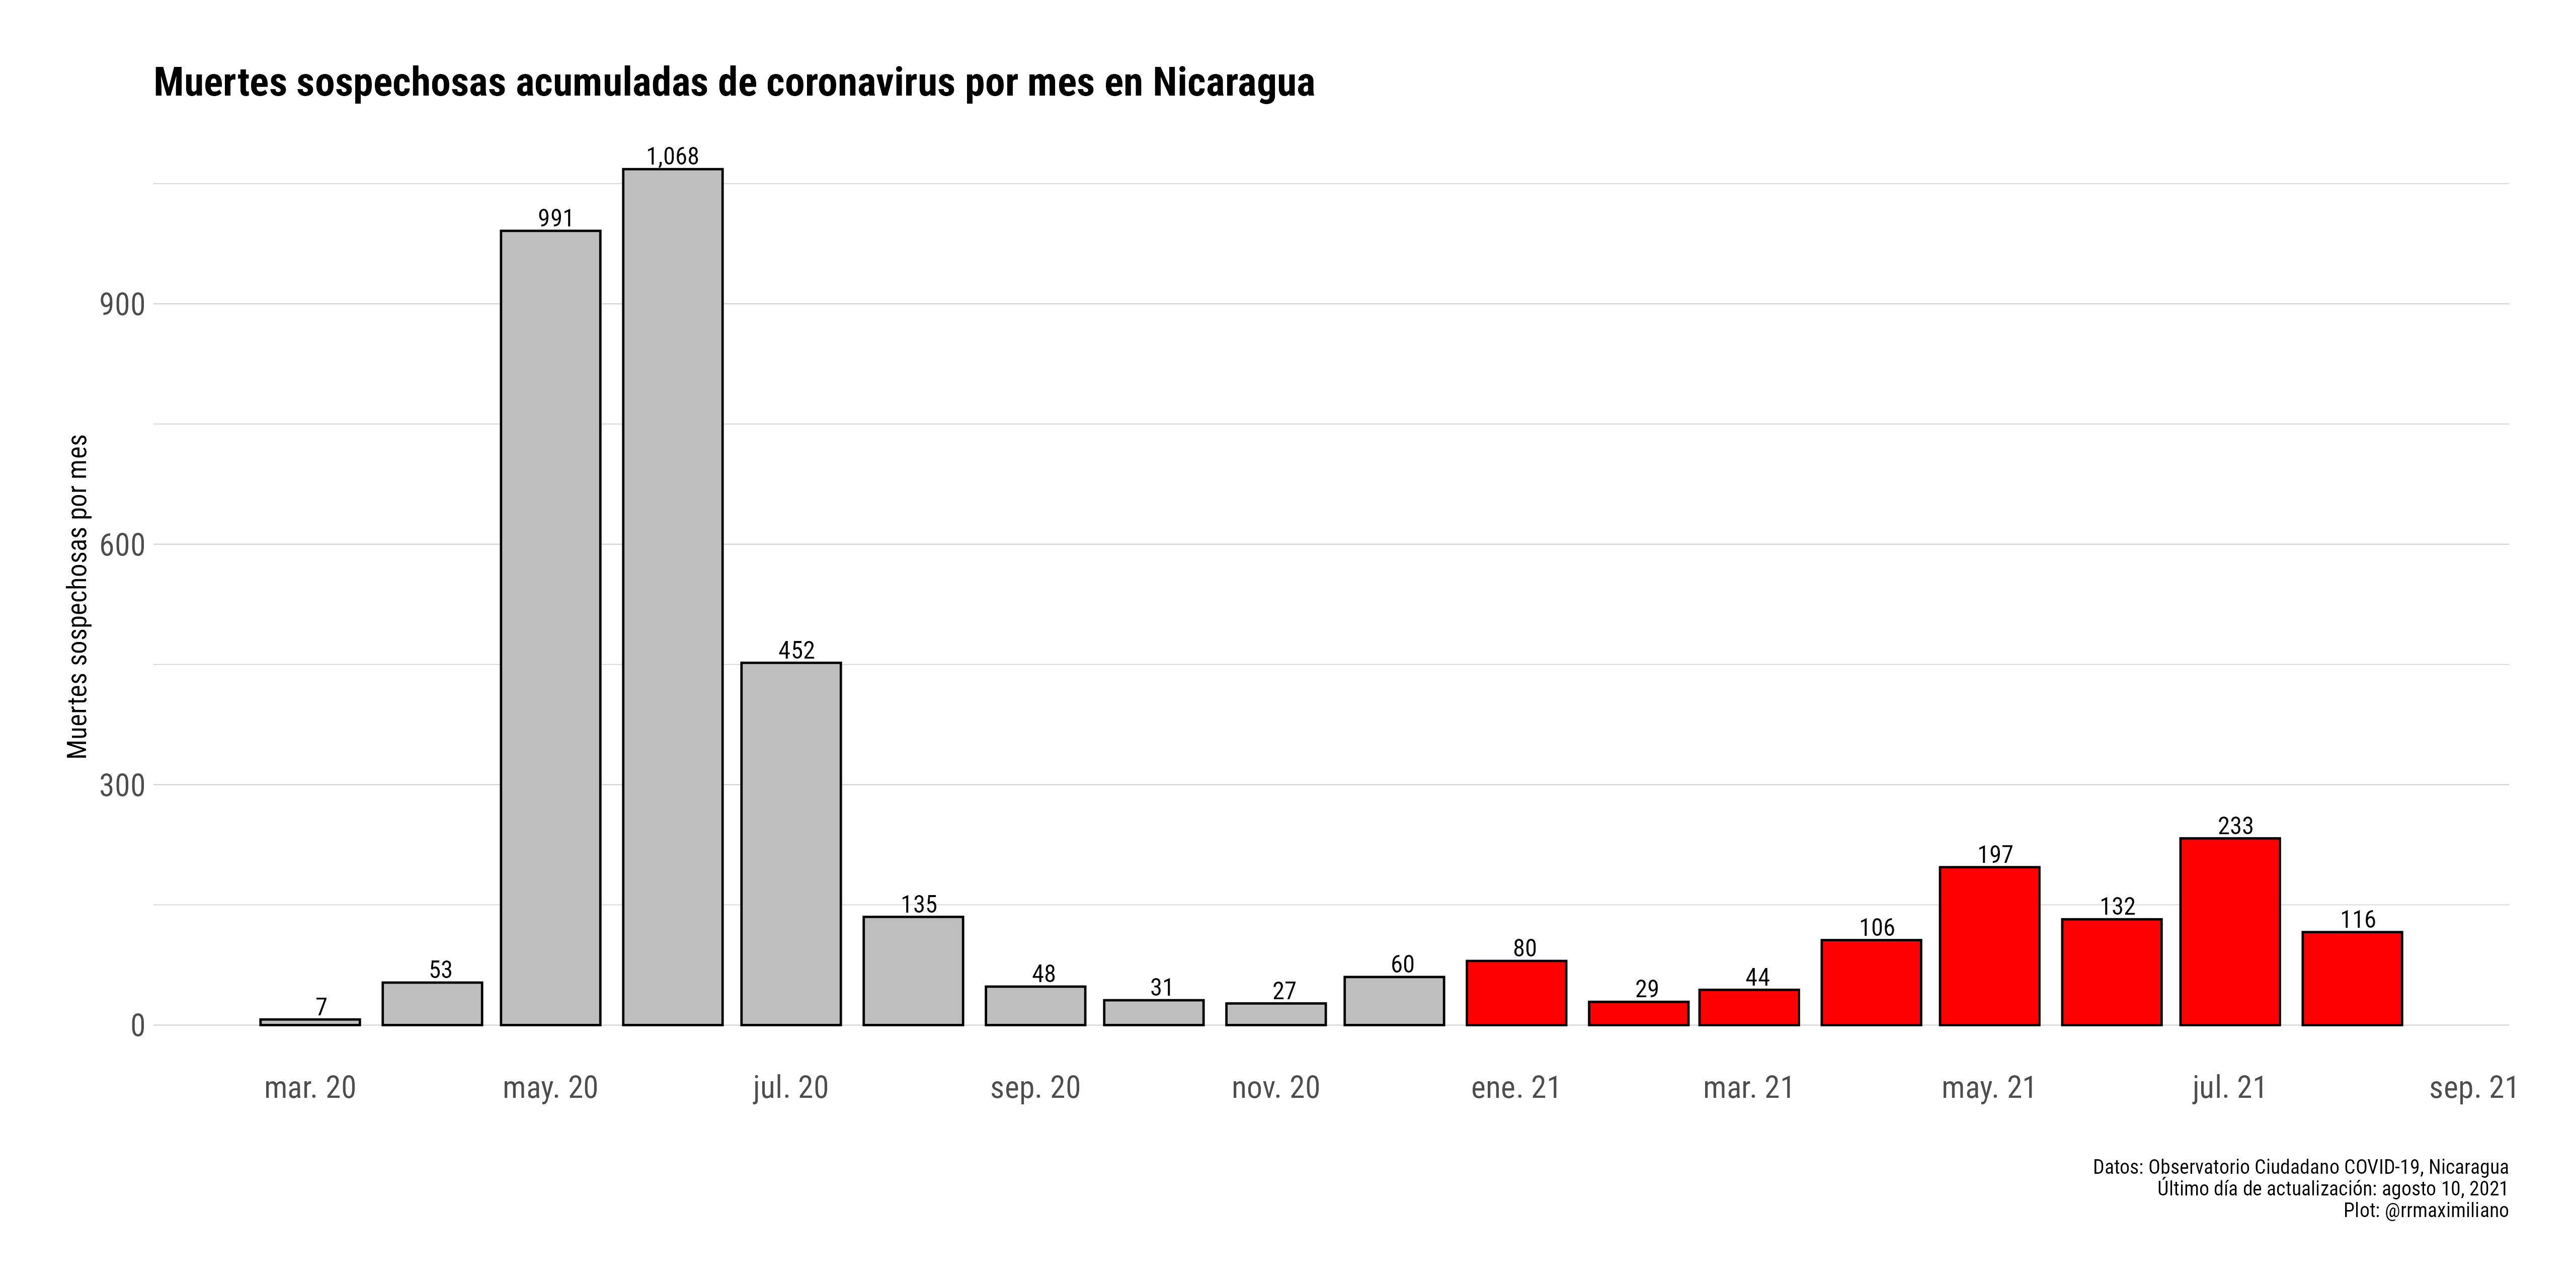 Muertes sospechosas acumuladas de coronavirus por mes en Nicaragua
Muertes sospechosas por mes
900
600
300
0
7
53
991
1,068
452
135
48
31
27
60
80
29
44
106
197
132
233
116
mar. 20
may. 20
jul. 20
sep. 20
nov. 20
ene. 21
mar. 21
may. 21
jul. 21
sep. 21
Datos: Observatorio Ciudadano COVID-19, Nicaragua
Último día de actualización: agosto 10, 2021
Plot: @rrmaximiliano